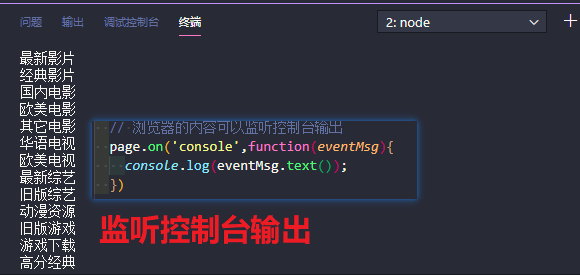 问题 输出 调试控制台 终端 2: node
最新影片
经典影片
国内电影
欧美电影
其它电影
华语电视
欧美电视
最新综艺
旧版综艺
动漫资源
旧版游戏
游戏下载
高分经典
// 浏览器的内容可以监听控制台输出
page.on('console',function(eventMsg){
console.log(eventMsg.text());
})
监听控制台输出